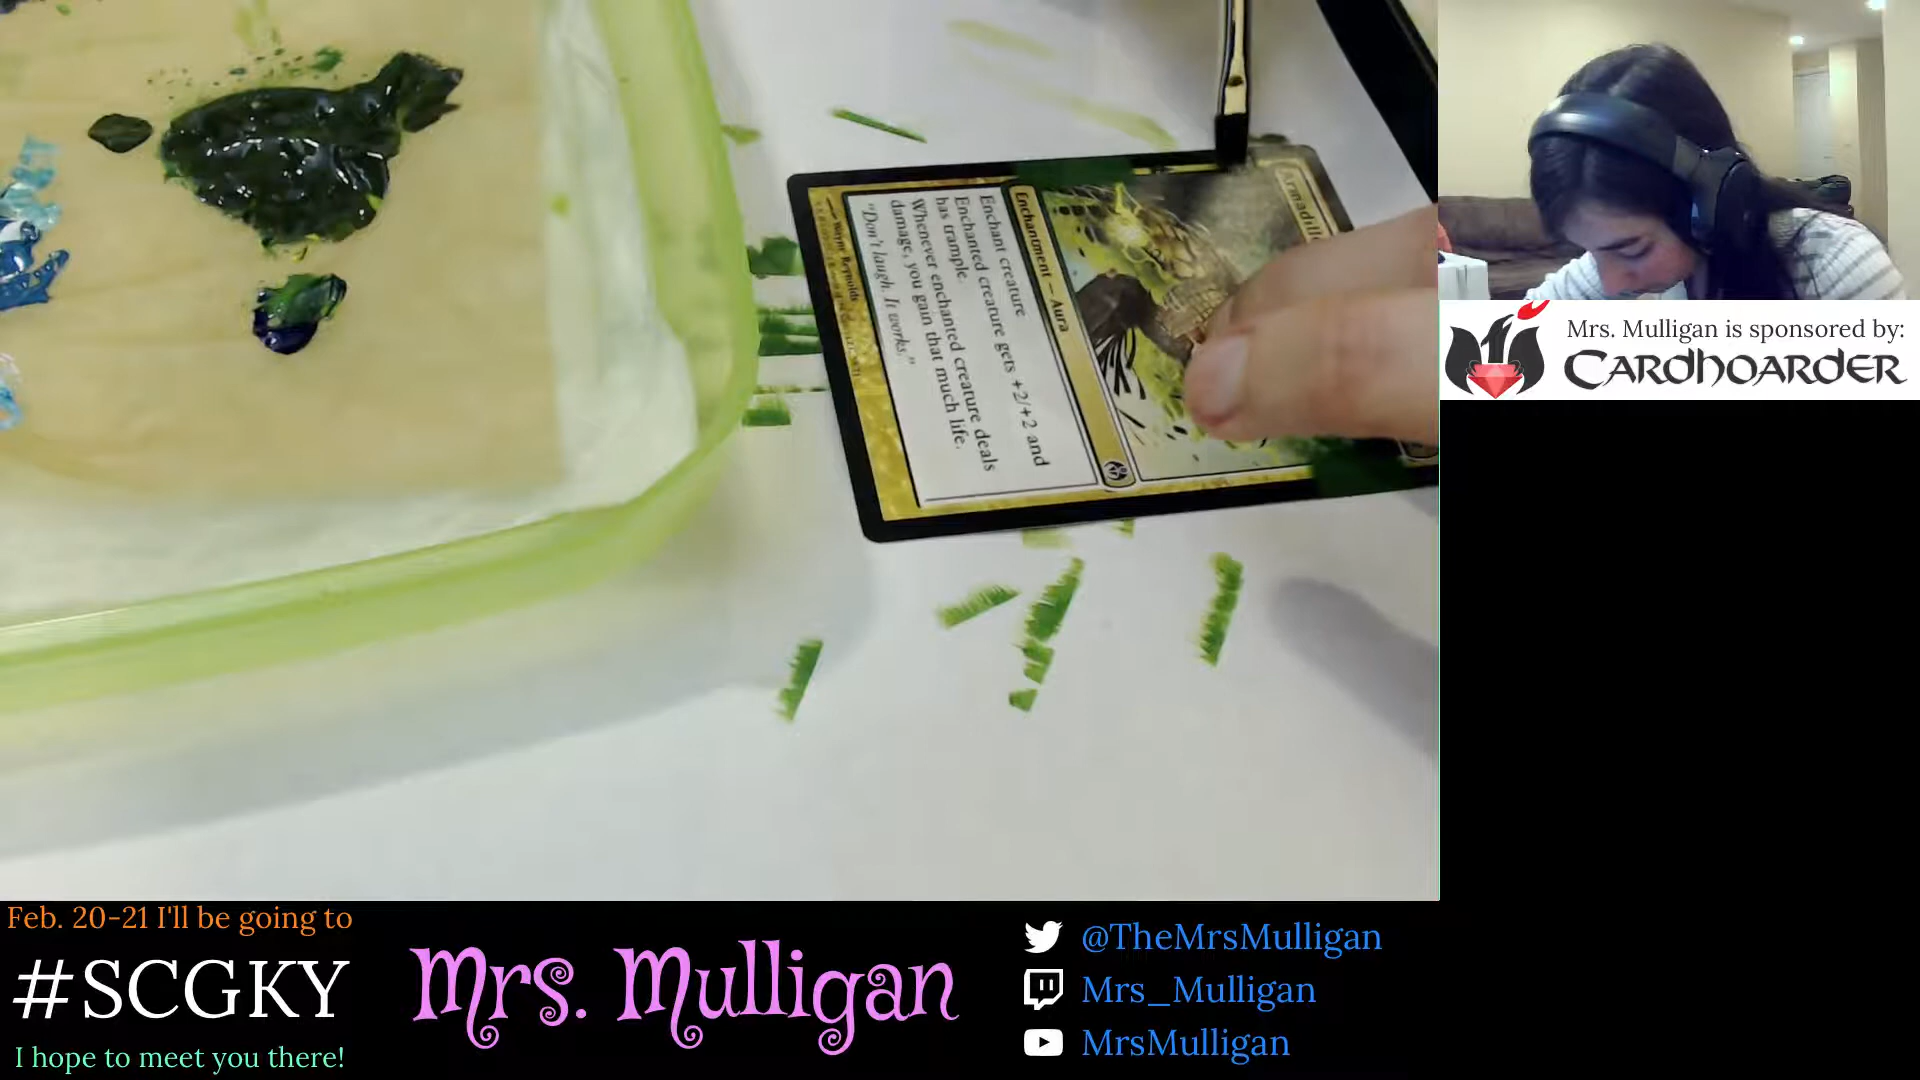 Armadill
Enchantment — Aura
Enchant creature
Enchanted creature gets +2/+2 and
has trample.
Whenever enchanted creature deals
damage, you gain that much life.
"Don't laugh. It works."
Wayne Reynolds
Mrs. Mulligan is sponsored by:
CARDHOARDER
Feb. 20-21 I'll be going to
#SCGKY
I hope to meet you there!
Mrs. Mulligan
@TheMrsMulligan
Mrs_Mulligan
MrsMulligan